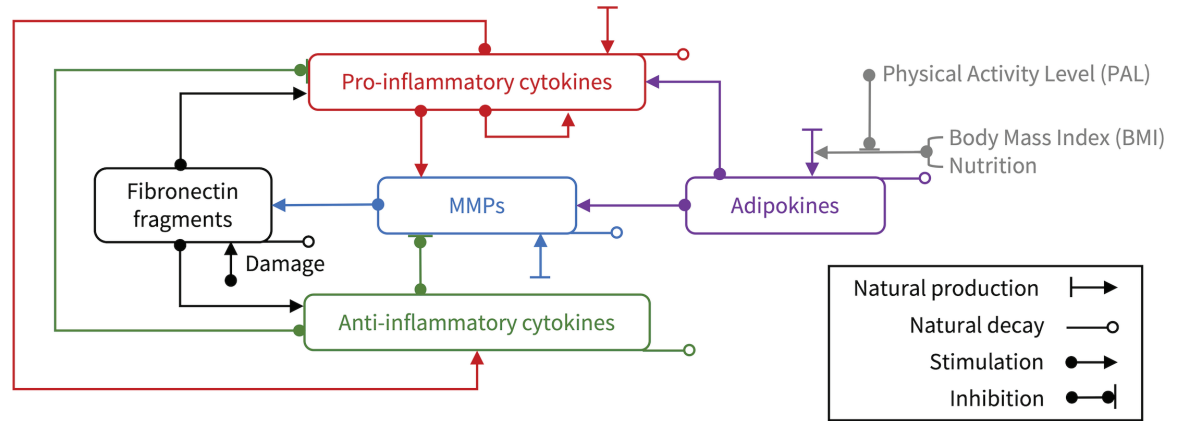 Pro-inflammatory cytokines
Physical Activity Level (PAL)
Body Mass Index (BMI)
Nutrition
Fibronectin
fragments
MMPs
Adipokines
Damage
Anti-inflammatory cytokines
Natural production
Natural decay
Stimulation
Inhibition